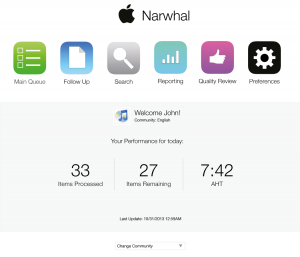 Narwhal
Main Queue
Follow Up
Search
Reporting
Quality Review
Preferences
Welcome John!
Community: English
Your Performance for today:
33
27
7:42
Items Processed
Items Remaining
AHT
Last Update: 10/31/2013 12:09AM
Change Community